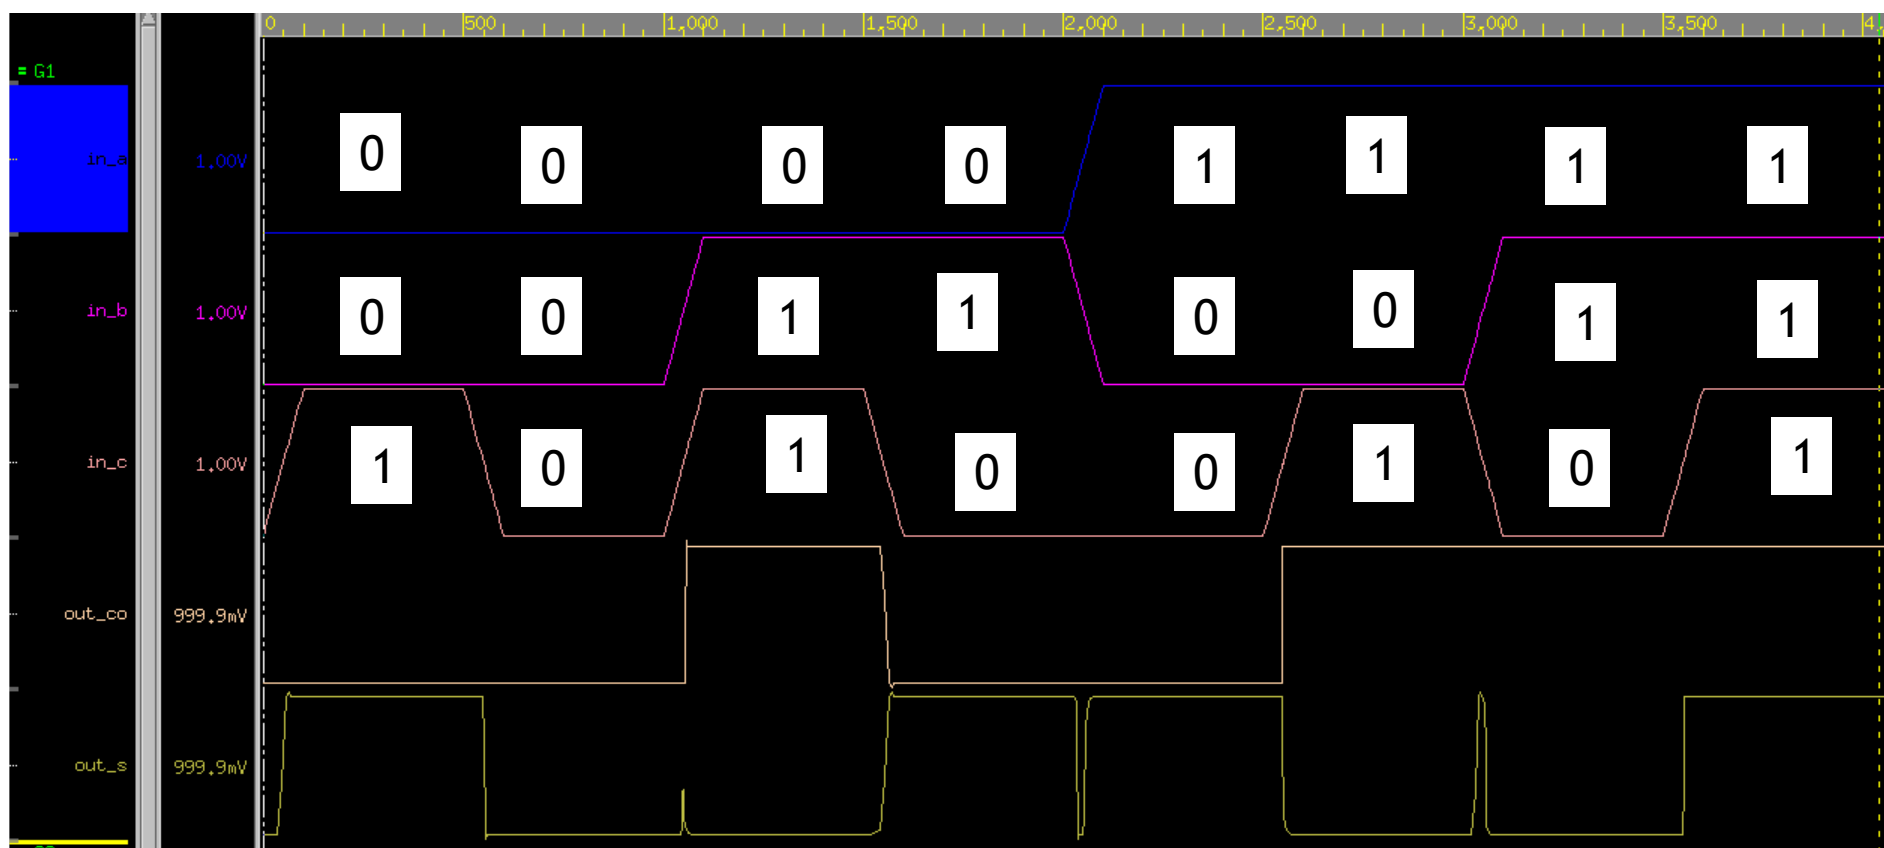 0 500 1,000 1,500 2,000 2,500 3,000 3,500 4,
= G1
in_a 1.00V 0 0 0 0 1 1 1 1
in_b 1.00V 0 0 1 1 0 0 1 1
in_c 1.00V 1 0 1 0 0 1 0 1
out_co 999.9mV
out_s 999.9mV